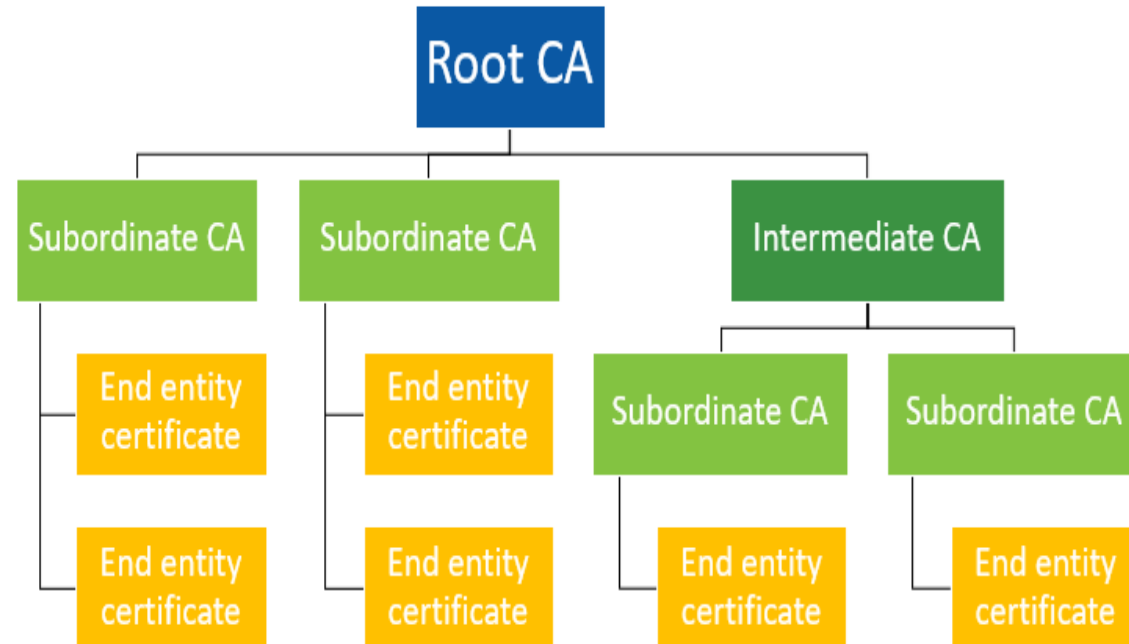 Root CA
Subordinate CA
Subordinate CA
Intermediate CA
End entity
certificate
End entity
certificate
Subordinate CA
Subordinate CA
End entity
certificate
End entity
certificate
End entity
certificate
End entity
certificate